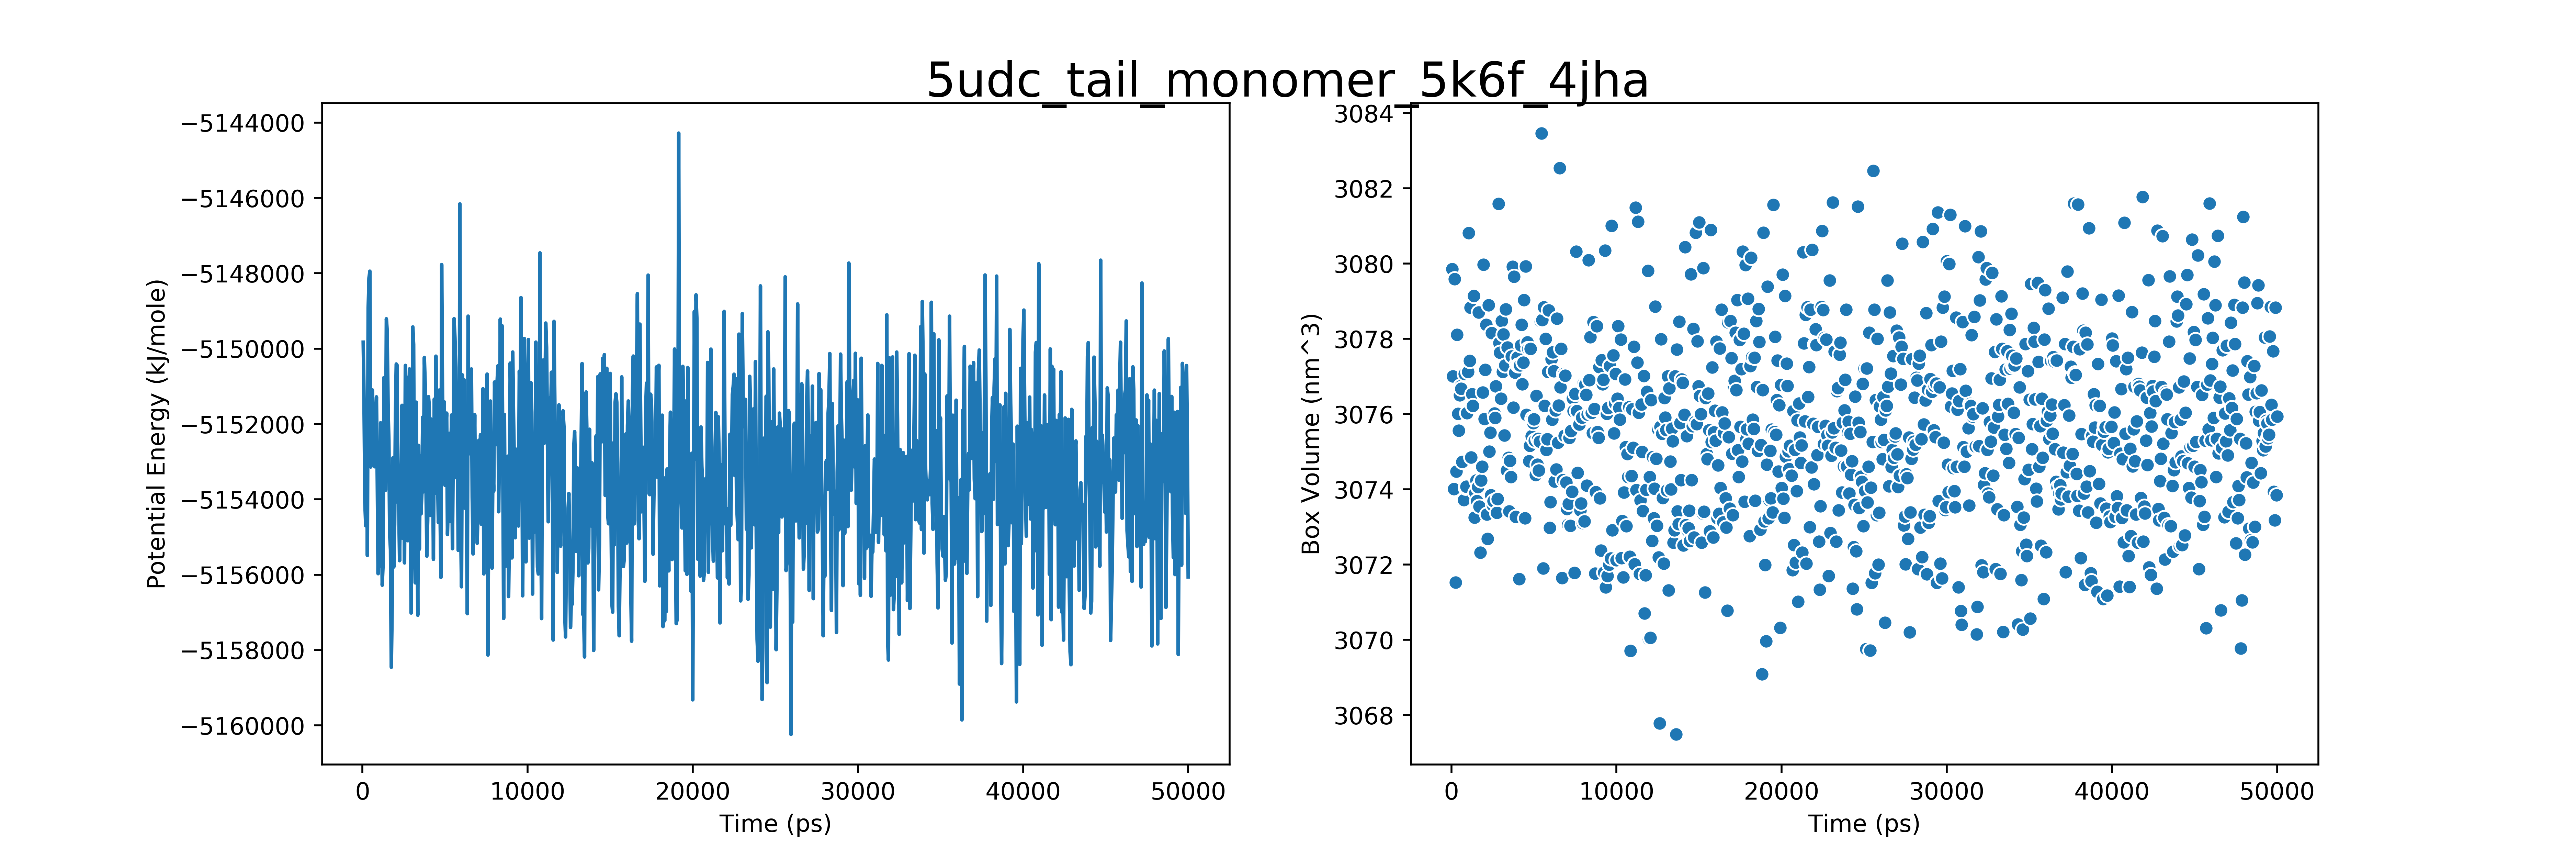 5udc_tail_monomer_5k6f_4jha
−5144000
−5146000
−5148000
−5150000
−5152000
−5154000
−5156000
−5158000
−5160000
Potential Energy (kJ/mole)
0 10000 20000 30000 40000 50000
Time (ps)
3084
3082
3080
3078
3076
3074
3072
3070
3068
Box Volume (nm^3)
0 10000 20000 30000 40000 50000
Time (ps)